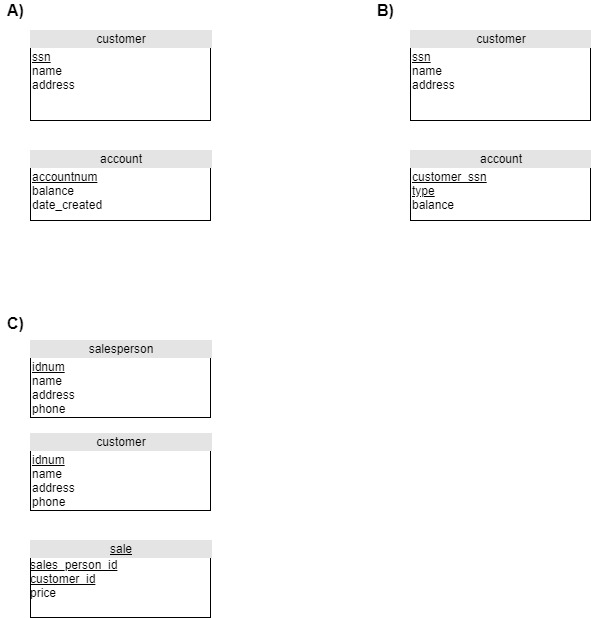 A)
customer
ssn
name
address
account
accountnum
balance
date_created
B)
customer
ssn
name
address
account
customer_ssn
type
balance
C)
salesperson
idnum
name
address
phone
customer
idnum
name
address
phone
sale
sales_person_id
customer_id
price